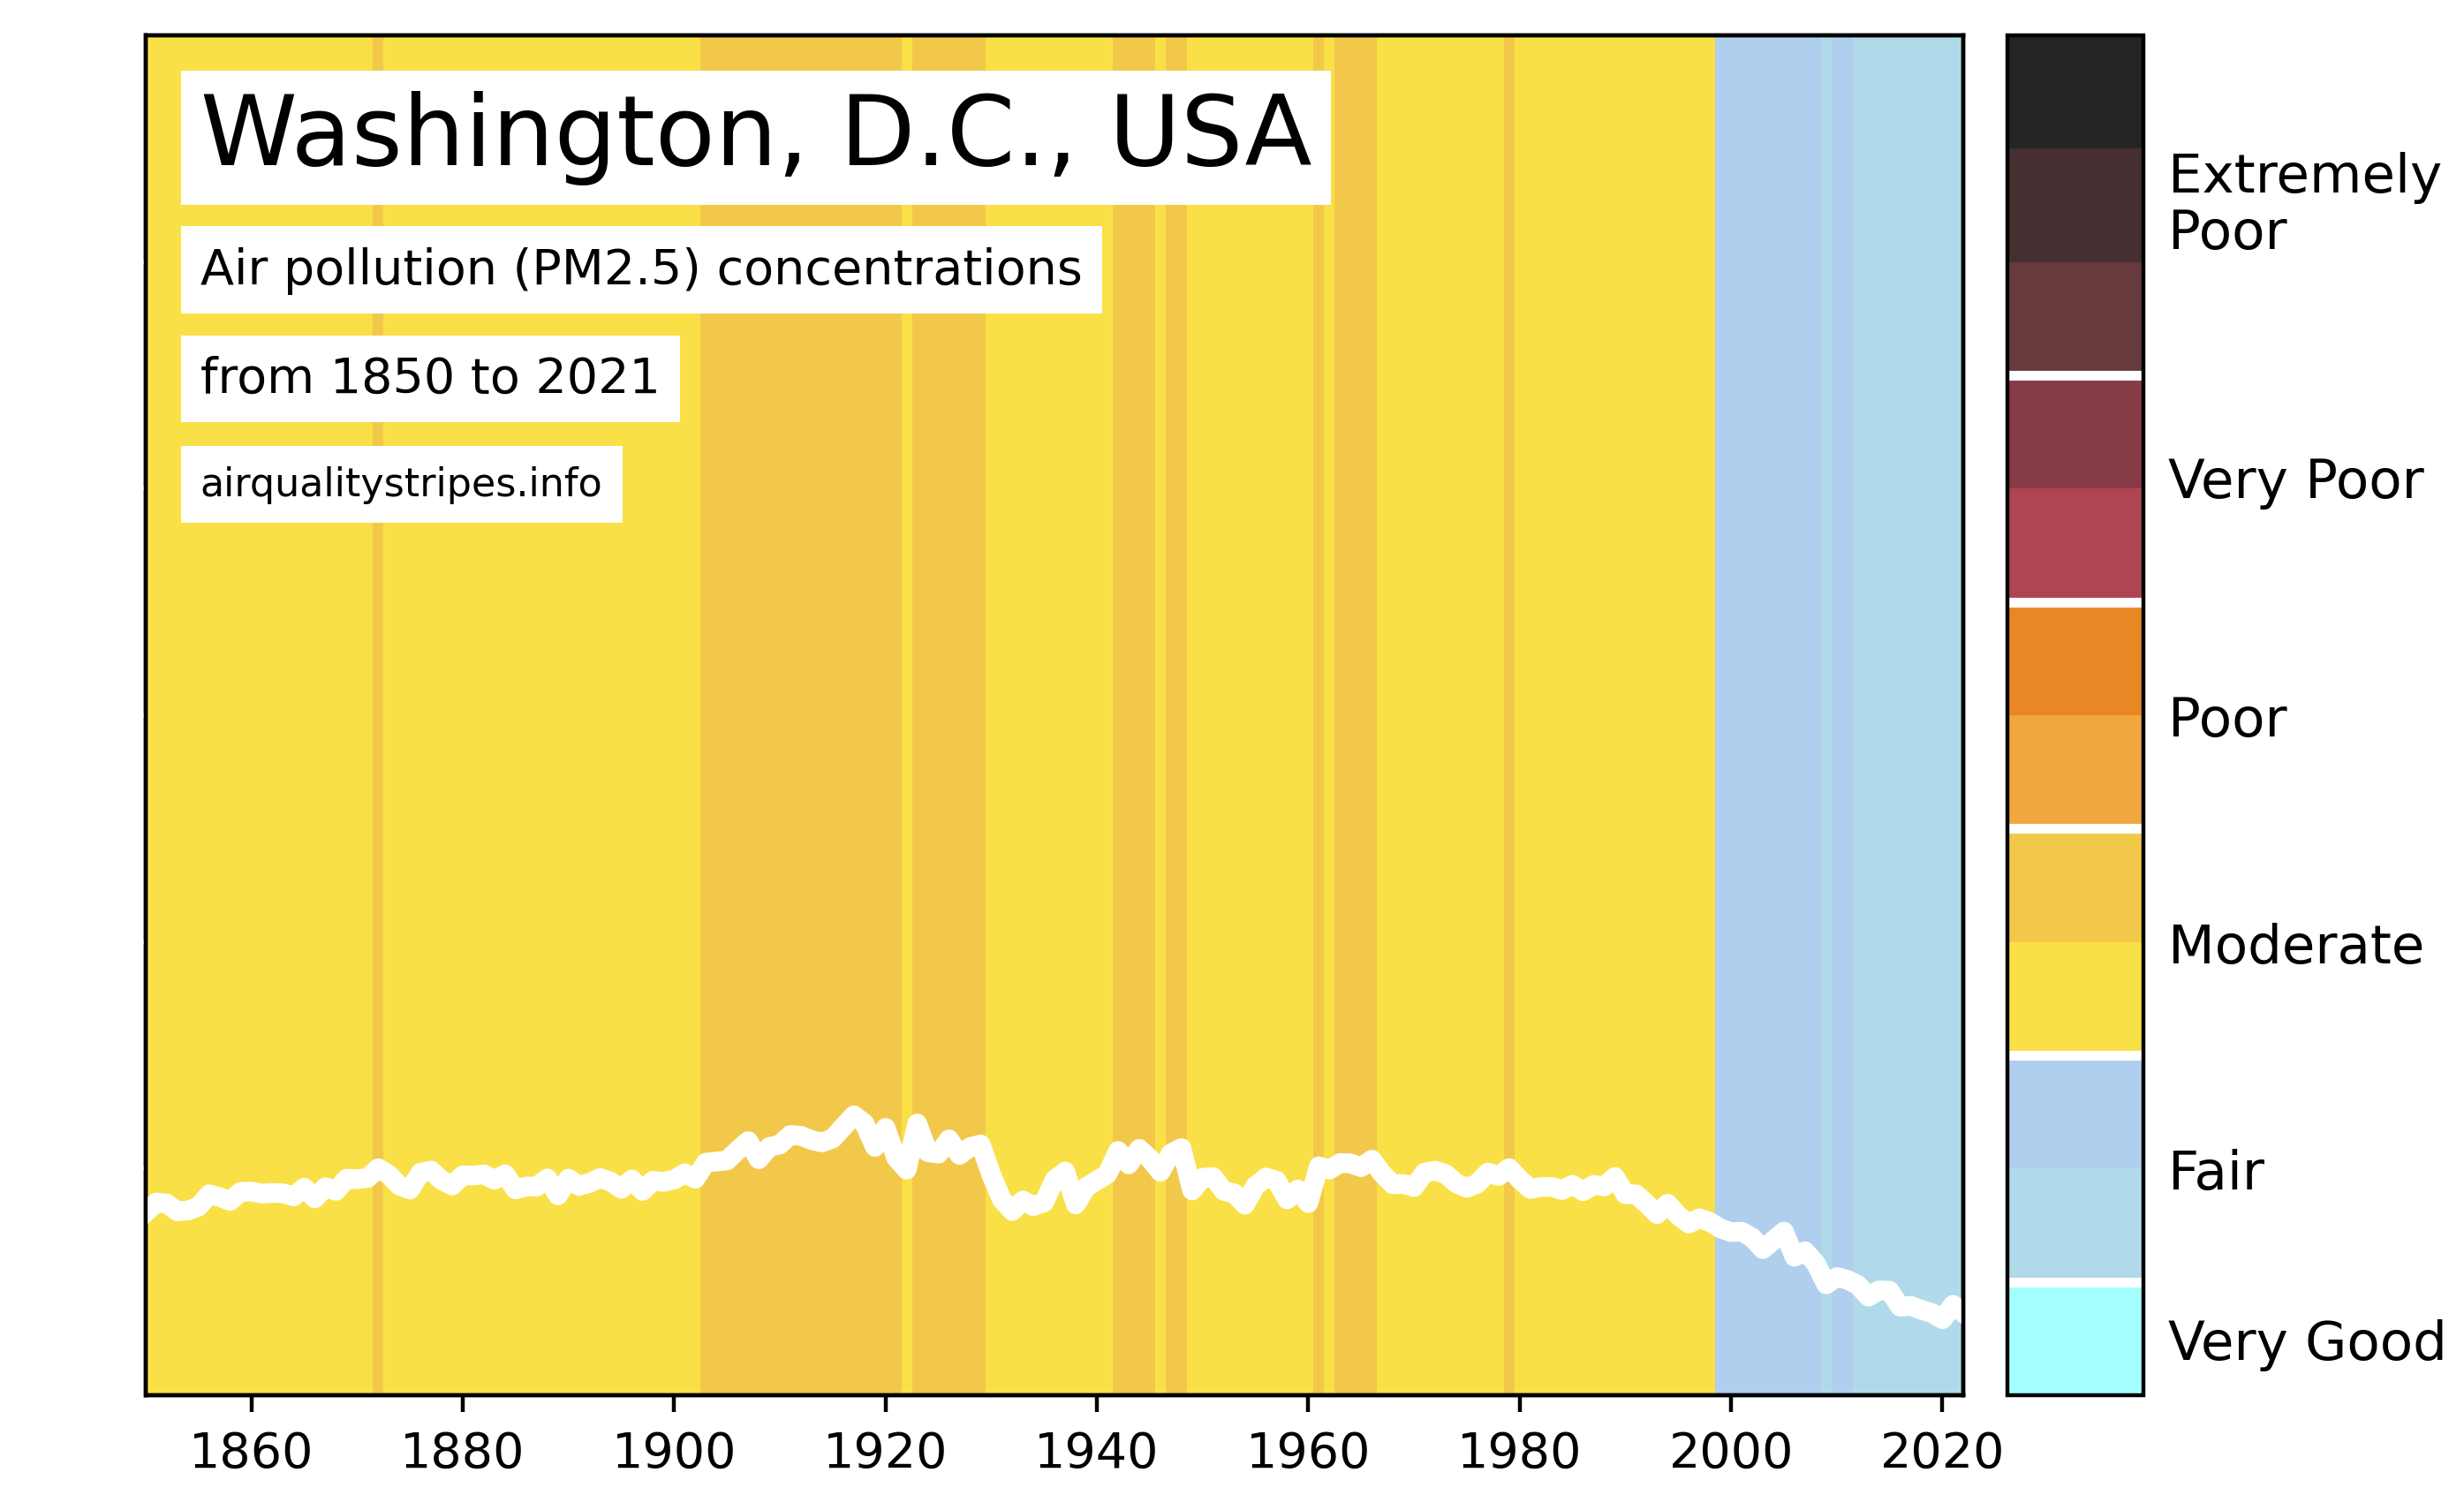 Washington, D.C., USA
Air pollution (PM2.5) concentrations
from 1850 to 2021
airqualitystripes.info
Extremely
Poor
Very Poor
Poor
Moderate
Fair
Very Good
1860 1880 1900 1920 1940 1960 1980 2000 2020